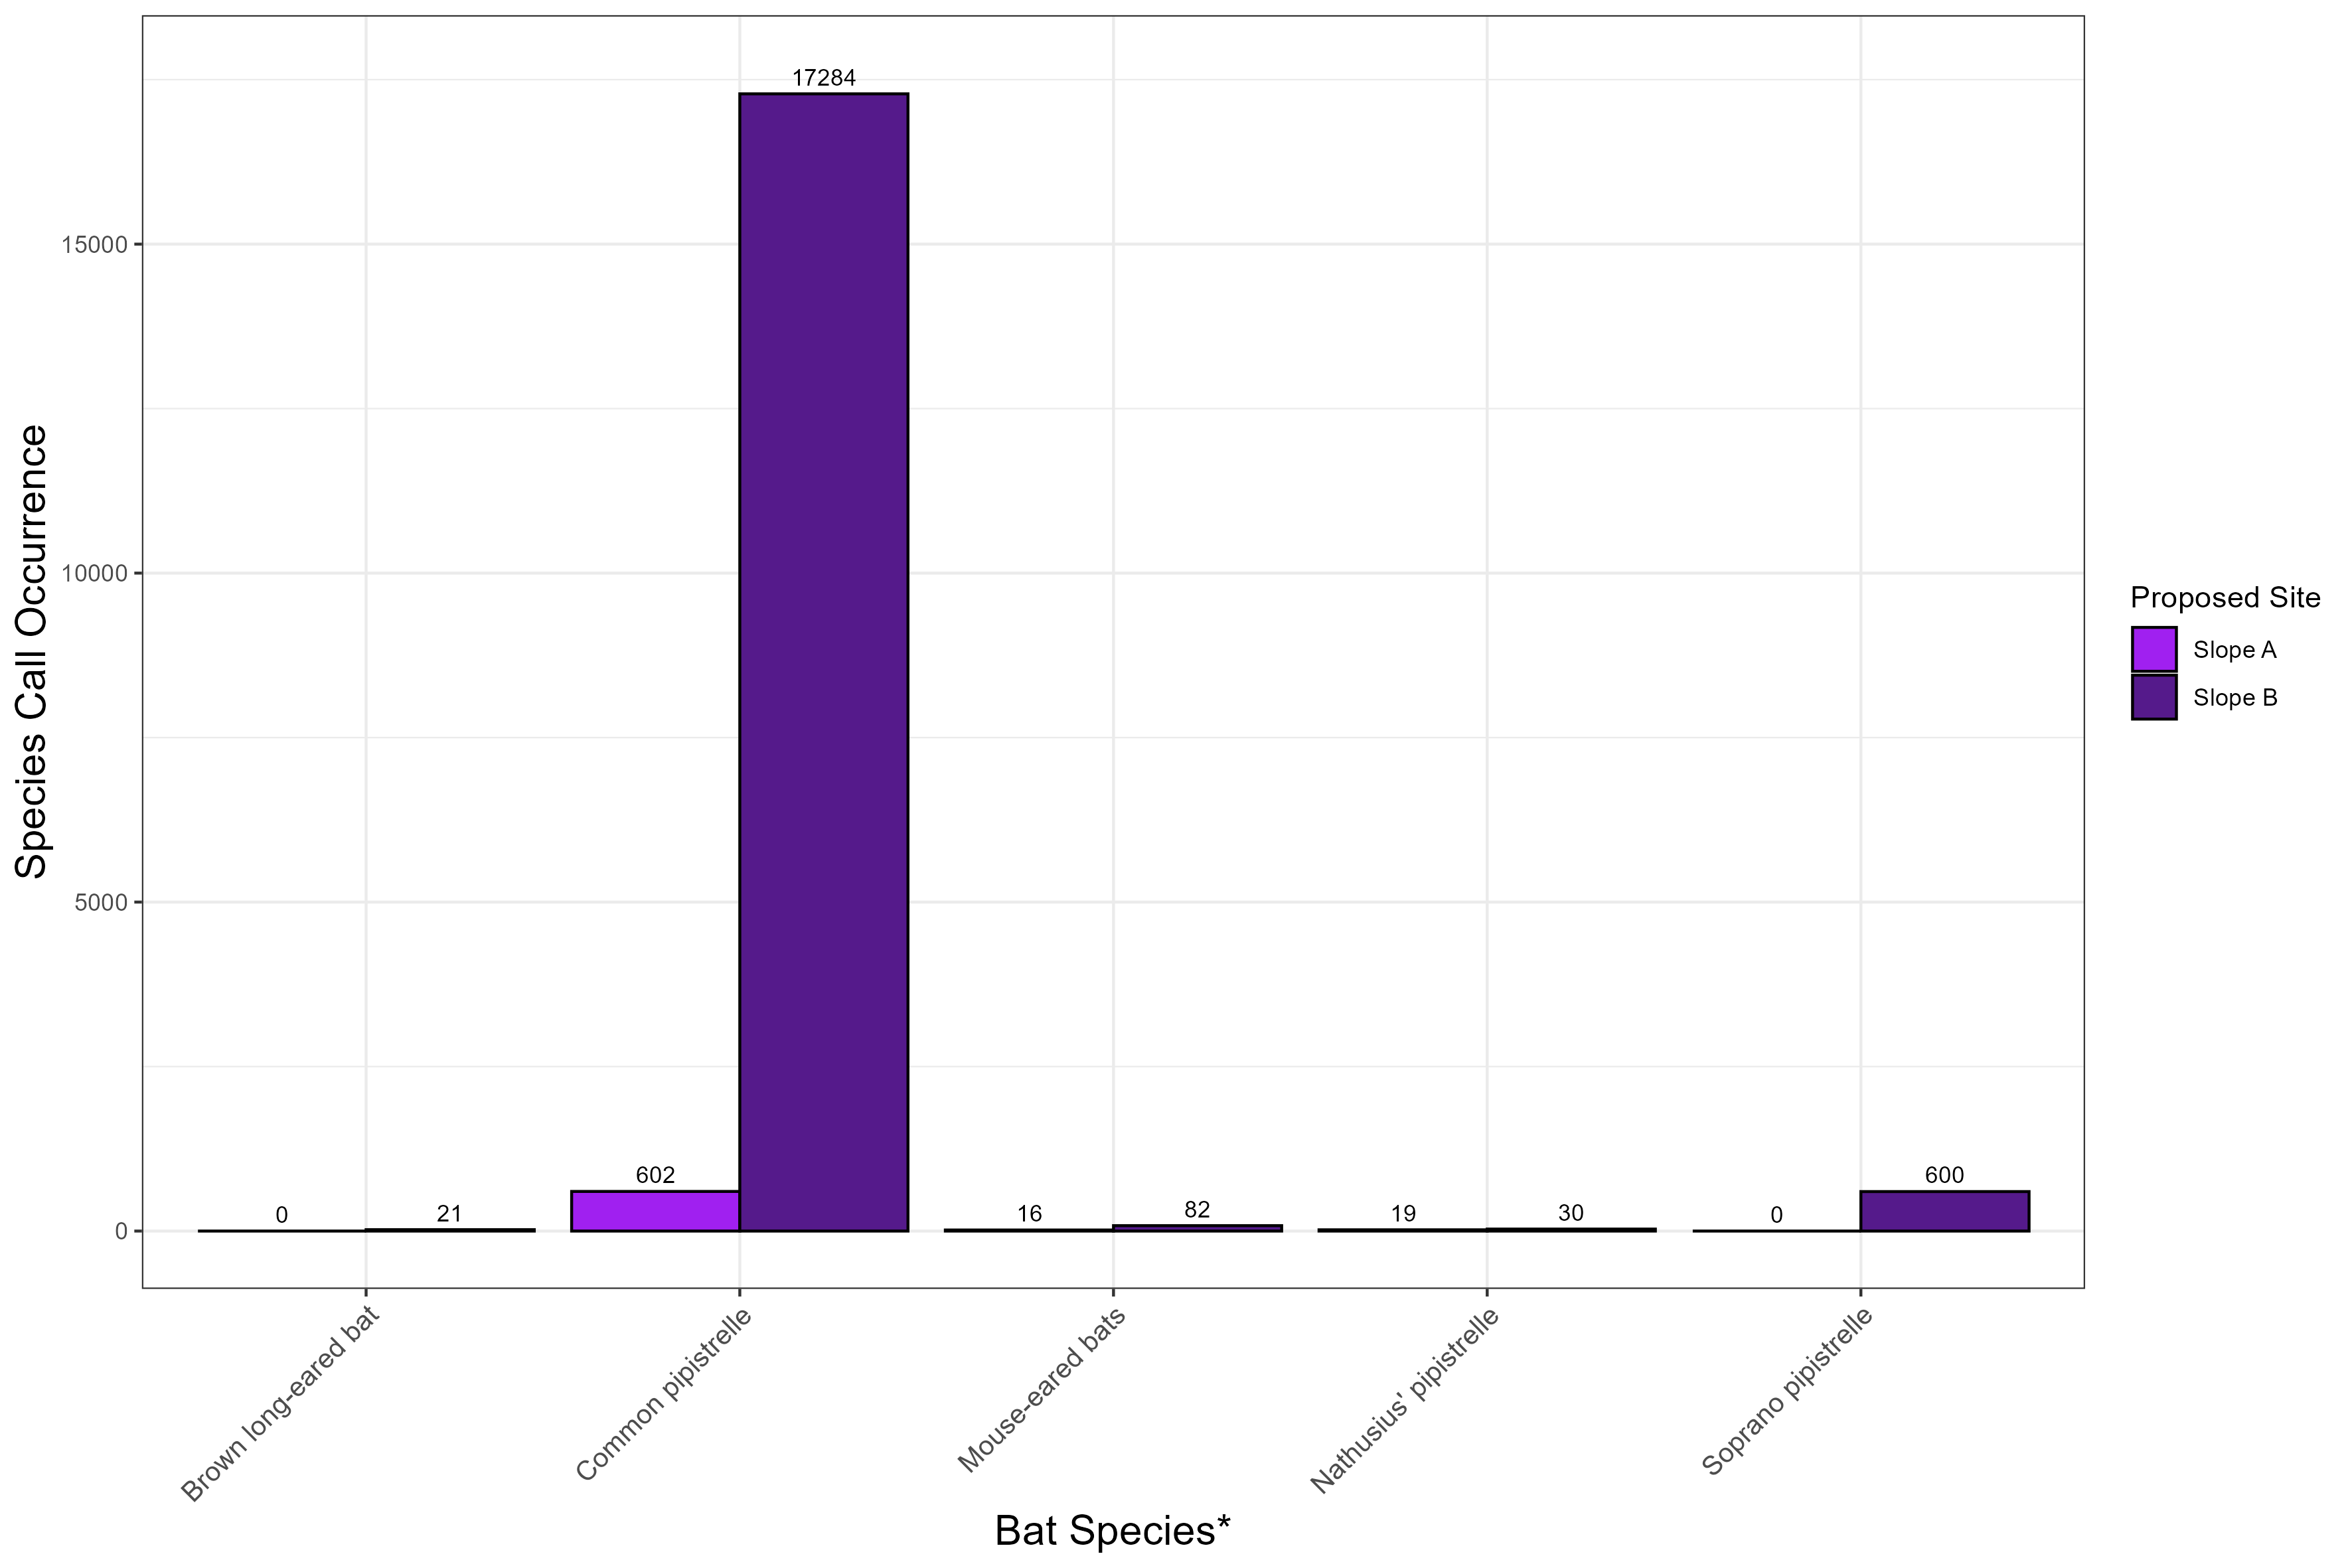 17284
15000
10000
5000
0
602
600
0
21
16
82
19
30
0
Species Call Occurrence
Brown long-eared bat
Common pipistrelle
Mouse-eared bats
Nathusius' pipistrelle
Soprano pipistrelle
Bat Species*
Proposed Site
Slope A
Slope B